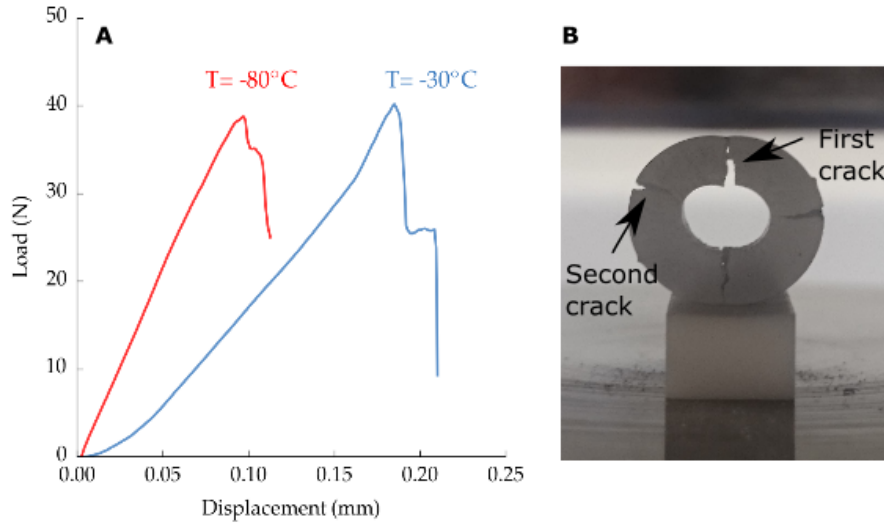 A
T= -80°C
T= -30°C
50
40
30
20
10
0
Load (N)
0.00
0.05
0.10
0.15
0.20
0.25
Displacement (mm)
B
First
crack
Second
crack